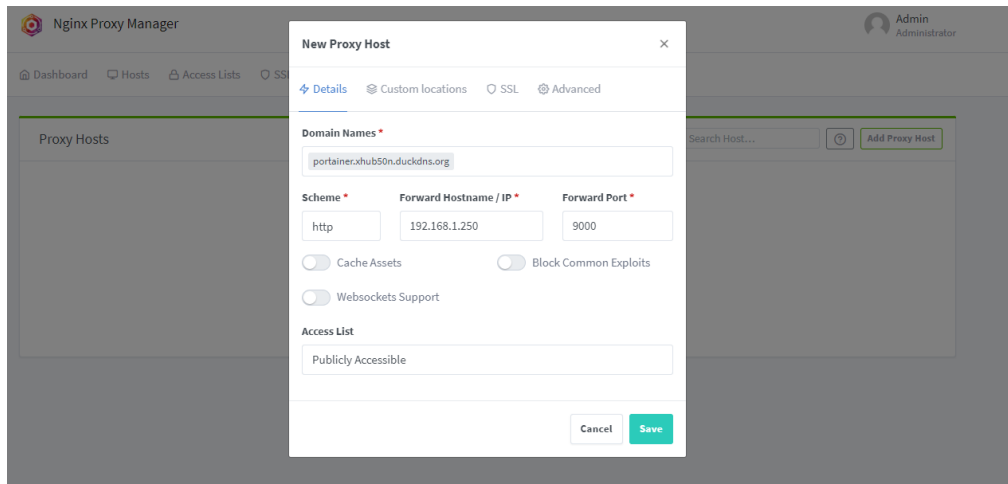 Nginx Proxy Manager
Admin
Administrator
Dashboard Hosts Access Lists SS
New Proxy Host ×
Details Custom locations SSL Advanced
Proxy Hosts
Search Host...
Add Proxy Host
Domain Names *
portainer.xhub50n.duckdns.org
Scheme * Forward Hostname / IP * Forward Port *
http 192.168.1.250 9000
Cache Assets Block Common Exploits
Websockets Support
Access List
Publicly Accessible
Cancel Save